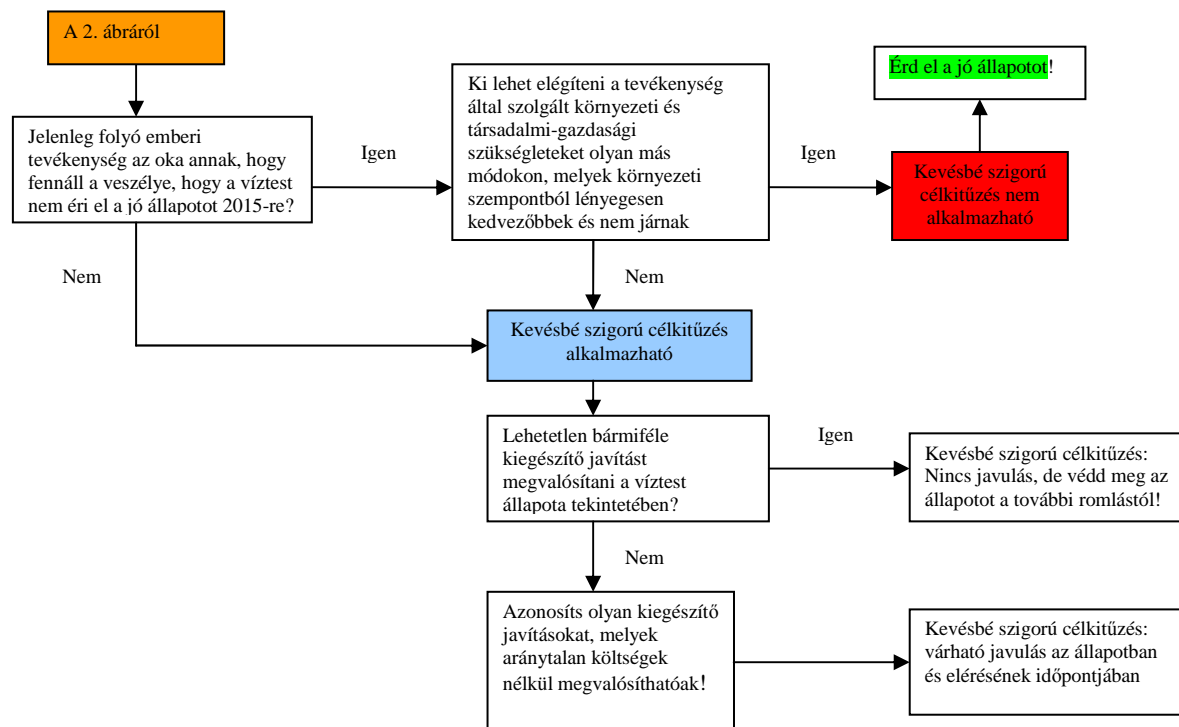 A 2. ábráról
Jelenleg folyó emberi
tevékenység az oka annak, hogy
fennáll a veszélye, hogy a víztest
nem éri el a jó állapotot 2015-re?
Igen
Ki lehet elégíteni a tevékenység
által szolgált környezeti és
társadalmi-gazdasági
szükségleteket olyan más
módokon, melyek környezeti
szempontból lényegesen
kedvezőbbek és nem járnak
Igen
Érd el a jó állapotot!
Kevésbé szigorú
célkitűzés nem
alkalmazható
Nem
Nem
Kevésbé szigorú célkitűzés
alkalmazható
Lehetetlen bármiféle
kiegészítő javítást
megvalósítani a víztest
állapota tekintetében?
Igen
Kevésbé szigorú célkitűzés:
Nincs javulás, de védd meg az
állapotot a további romlástól!
Nem
Azonosíts olyan kiegészítő
javításokat, melyek
aránytalan költségek
nélkül megvalósíthatóak!
Kevésbé szigorú célkitűzés:
várható javulás az állapotban
és elérésének időpontjában